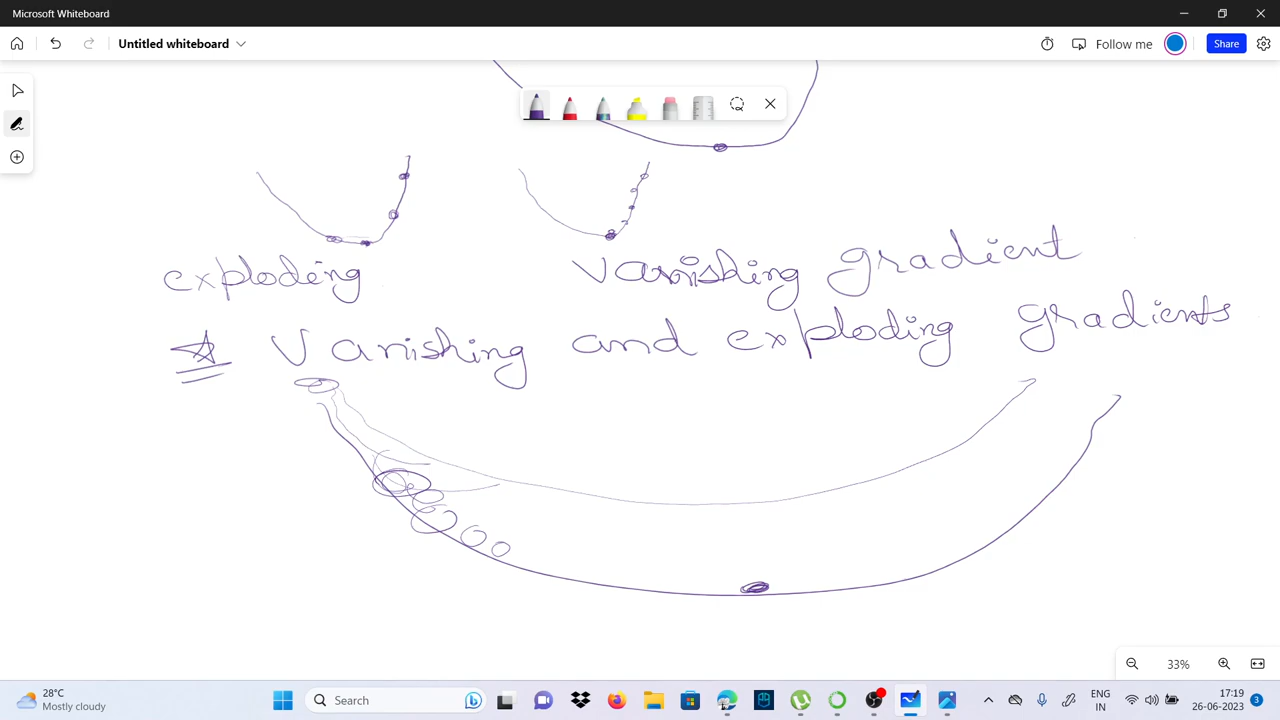 Microsoft Whiteboard
Untitled whiteboard
Follow me
Share
exploding
vanishing gradient
Vanishing and exploding gradients
33%
28°C
Mostly cloudy
Search
ENG
IN
17:19
26-06-2023
3